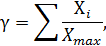 γ = ∑ X_i / X_max,